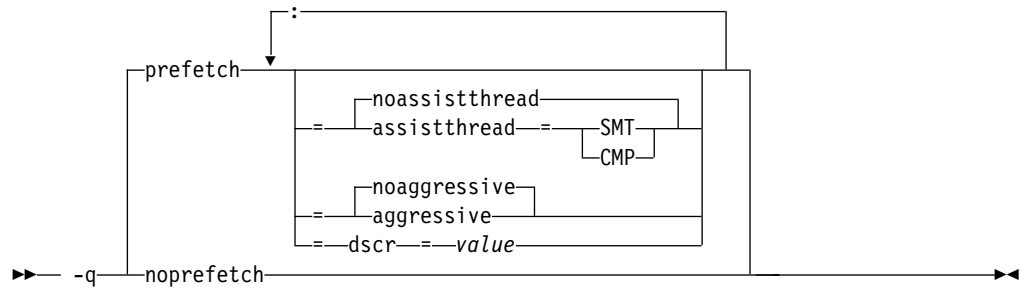 :
prefetch
noassistthread
= assistthread = SMT
CMP
noaggressive
= aggressive
= dscr = value
-q noprefetch